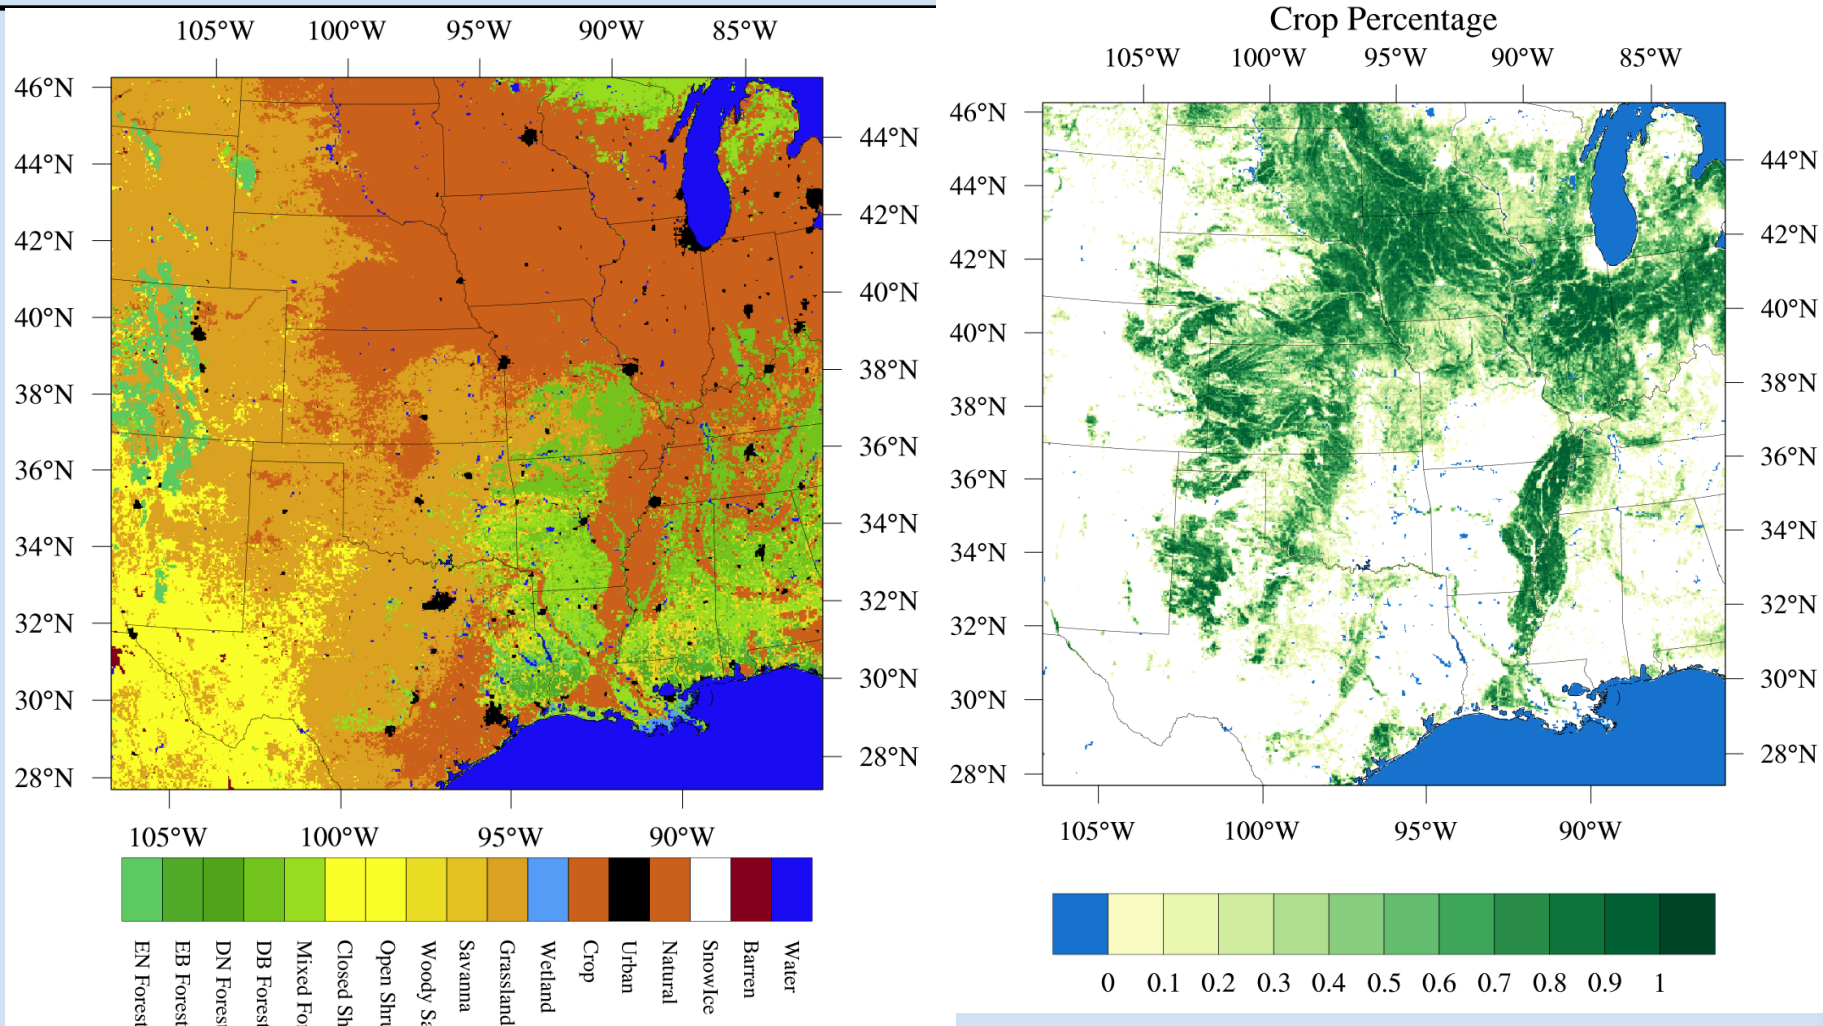 105°W 100°W 95°W 90°W 85°W
46°N
44°N
42°N
40°N
38°N
36°N
34°N
32°N
30°N
28°N
44°N
42°N
40°N
38°N
36°N
34°N
32°N
30°N
28°N
105°W 100°W 95°W 90°W
EN Forest
EB Forest
DN Forest
DB Forest
Mixed Fo
Closed Sh
Open Shru
Woody Sa
Savanna
Grassland
Wetland
Crop
Urban
Natural
SnowIce
Barren
Water
Crop Percentage
105°W 100°W 95°W 90°W 85°W
46°N
44°N
42°N
40°N
38°N
36°N
34°N
32°N
30°N
28°N
44°N
42°N
40°N
38°N
36°N
34°N
32°N
30°N
28°N
105°W 100°W 95°W 90°W
0 0.1 0.2 0.3 0.4 0.5 0.6 0.7 0.8 0.9 1